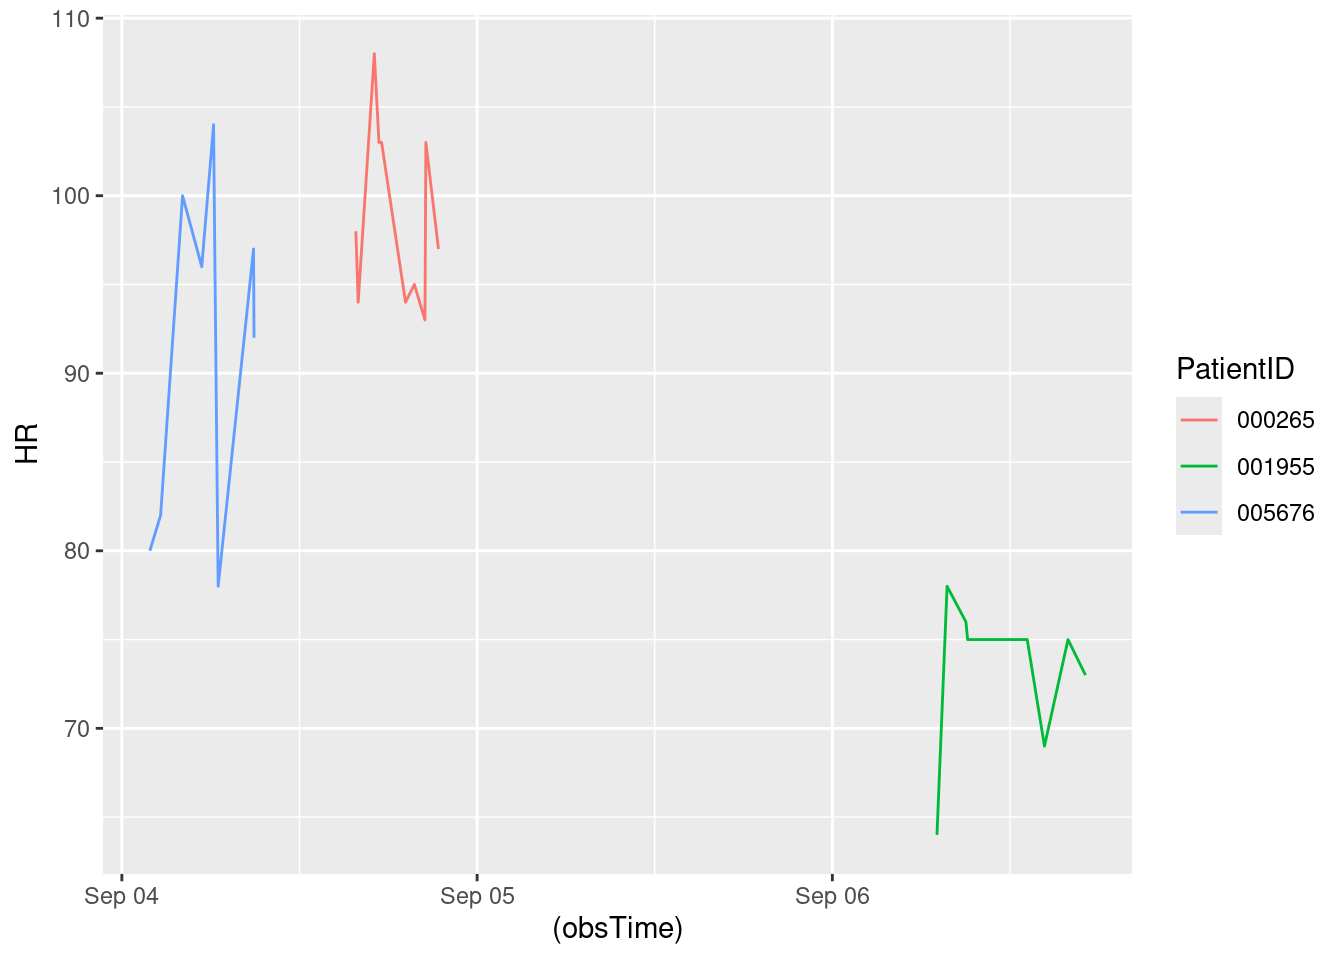 110
100
90
80
70
HR
Sep 04
Sep 05
Sep 06
(obsTime)
PatientID
000265
001955
005676